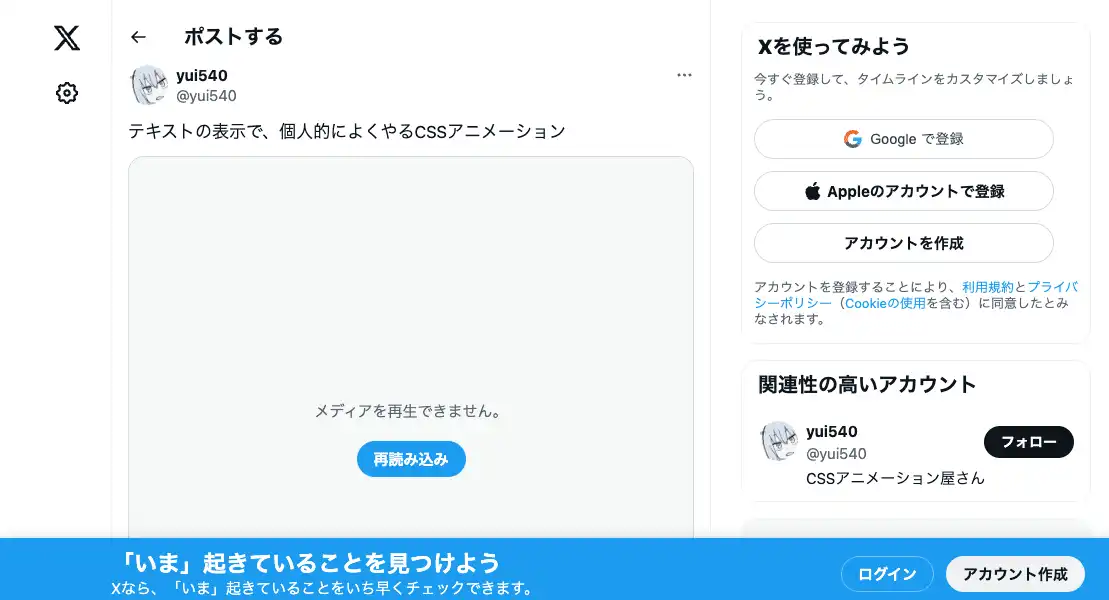 ポストする
yui540
@yui540
テキストの表示で、個人的によくやるCSSアニメーション
メディアを再生できません。
再読み込み
Xを使ってみよう
今すぐ登録して、タイムラインをカスタマイズしましょ
う。
Google で登録
Appleのアカウントで登録
アカウントを作成
アカウントを登録することにより、利用規約とプライバ
シーポリシー（Cookieの使用を含む）に同意したとみ
なされます。
関連性の高いアカウント
yui540
@yui540
フォロー
CSSアニメーション屋さん
「いま」起きていることを見つけよう
Xなら、「いま」起きていることをいち早くチェックできます。
ログイン
アカウント作成